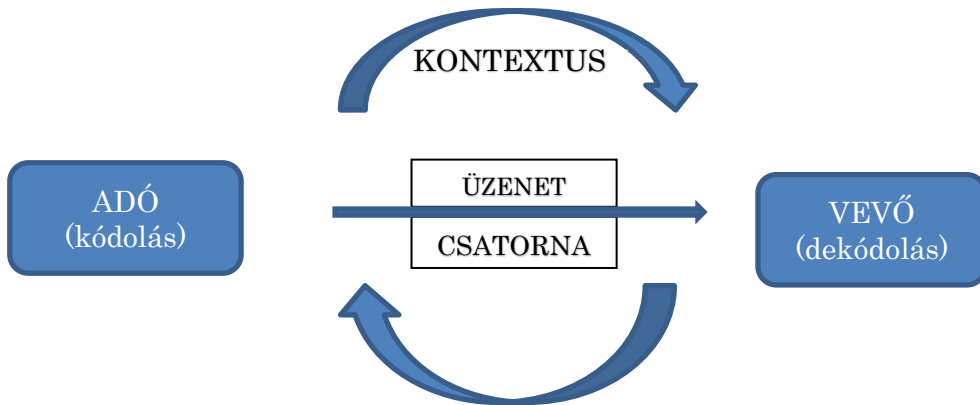 KONTEXTUS
ADÓ
(kódolás)
ÜZENET
CSATORNA
VEVŐ
(dekódolás)